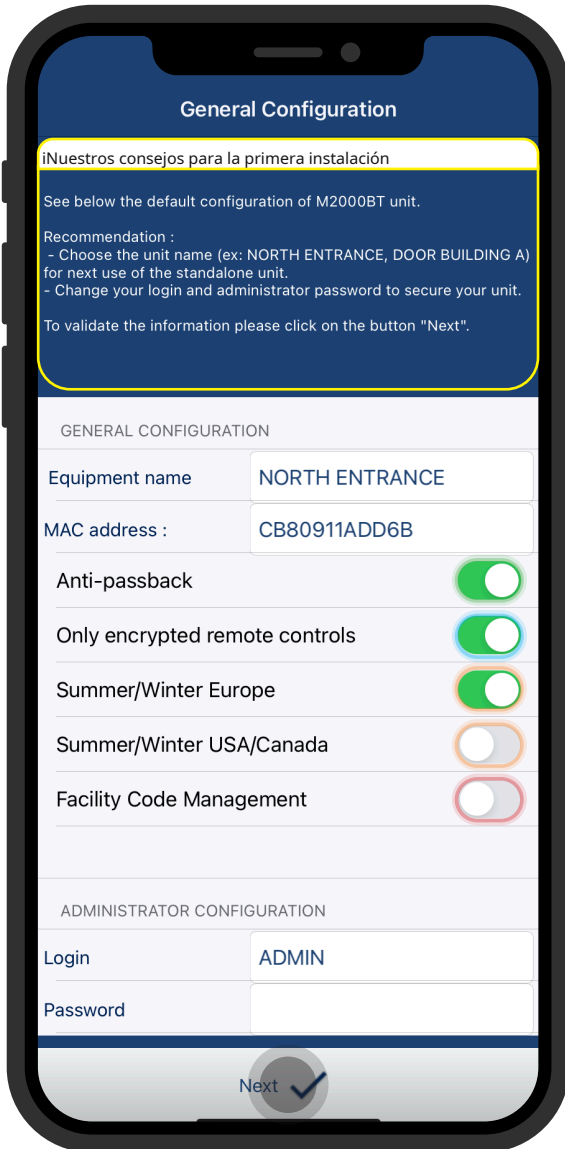 General Configuration
iNuestros consejos para la primera instalación
See below the default configuration of M2000BT unit.
Recommendation :
- Choose the unit name (ex: NORTH ENTRANCE, DOOR BUILDING A)
for next use of the standalone unit.
- Change your login and administrator password to secure your unit.
To validate the information please click on the button "Next".
GENERAL CONFIGURATION
Equipment name NORTH ENTRANCE
MAC address : CB80911ADD6B
Anti-passback
Only encrypted remote controls
Summer/Winter Europe
Summer/Winter USA/Canada
Facility Code Management
ADMINISTRATOR CONFIGURATION
Login ADMIN
Password
Next